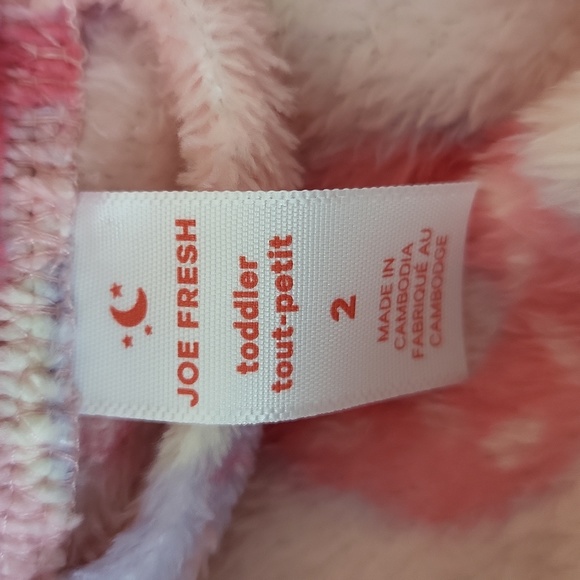 JOE FRESH
toddler
tout-petit
2
MADE IN
CAMBODIA
FABRIQUÉ AU
CAMBODGE